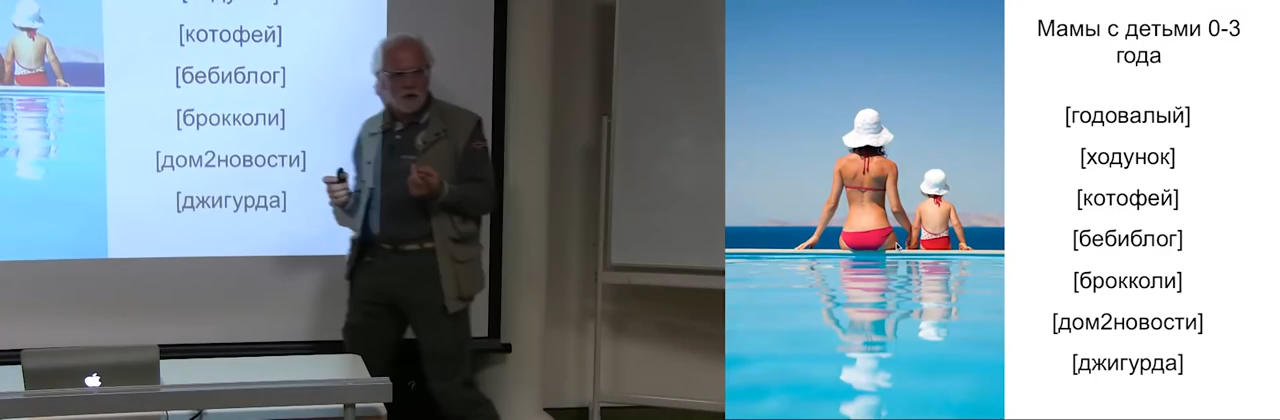 [котофей]
[бебиблог]
[брокколи]
[дом2новости]
[джигурда]
Мамы с детьми 0-3
года
[годовалый]
[ходунок]
[котофей]
[бебиблог]
[брокколи]
[дом2новости]
[джигурда]